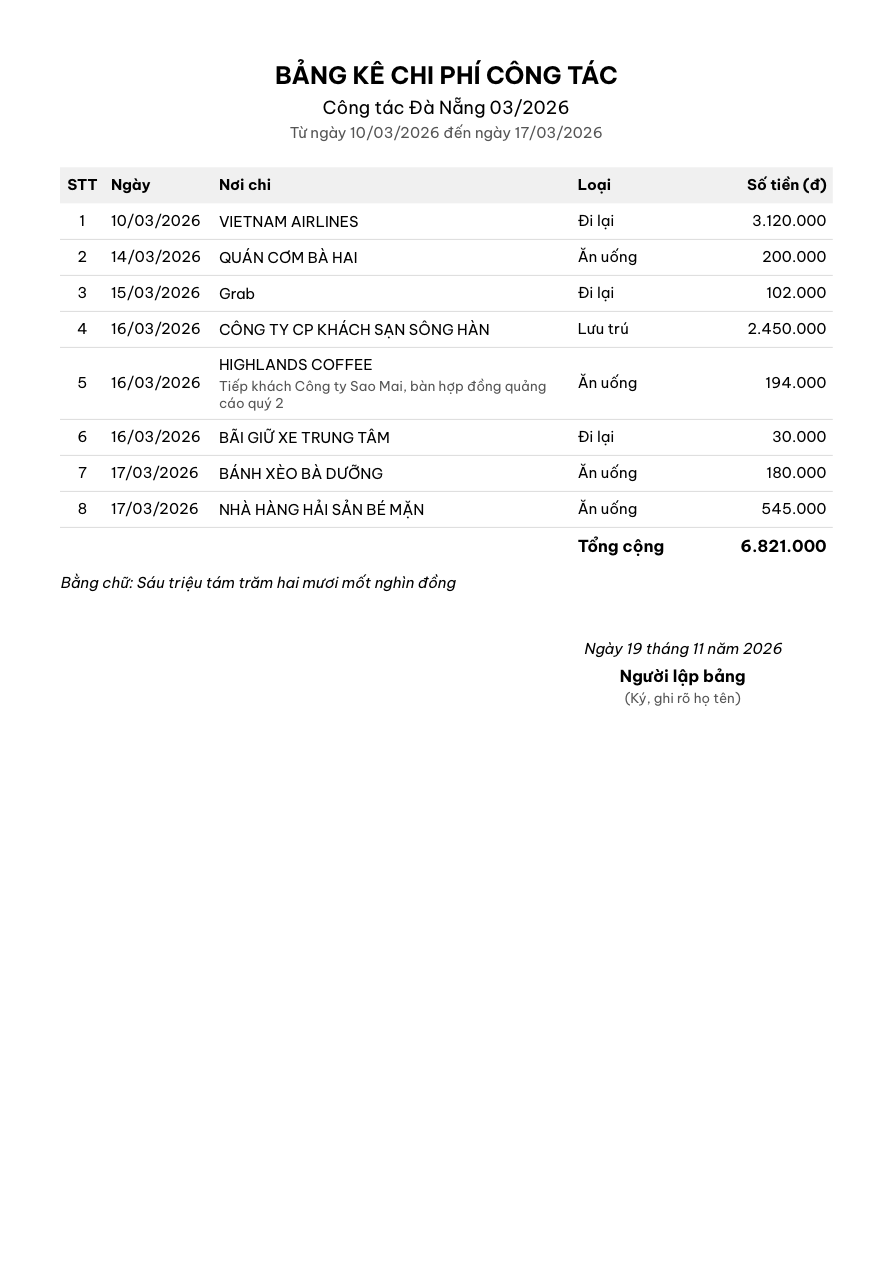 BẢNG KÊ CHI PHÍ CÔNG TÁC
Công tác Đà Nẵng 03/2026
Từ ngày 10/03/2026 đến ngày 17/03/2026
STT Ngày Nơi chi Loại Số tiền (đ)
1 10/03/2026 VIETNAM AIRLINES Đi lại 3.120.000
2 14/03/2026 QUÁN CƠM BÀ HAI Ăn uống 200.000
3 15/03/2026 Grab Đi lại 102.000
4 16/03/2026 CÔNG TY CP KHÁCH SẠN SÔNG HÀN Lưu trú 2.450.000
5 16/03/2026 HIGHLANDS COFFEE Ăn uống 194.000
Tiếp khách Công ty Sao Mai, bàn hợp đồng quảng
cáo quý 2
6 16/03/2026 BÃI GIỮ XE TRUNG TÂM Đi lại 30.000
7 17/03/2026 BÁNH XÈO BÀ DƯỠNG Ăn uống 180.000
8 17/03/2026 NHÀ HÀNG HẢI SẢN BÉ MẶN Ăn uống 545.000
Tổng cộng 6.821.000
Bằng chữ: Sáu triệu tám trăm hai mươi mốt nghìn đồng
Ngày 19 tháng 11 năm 2026
Người lập bảng
(Ký, ghi rõ họ tên)